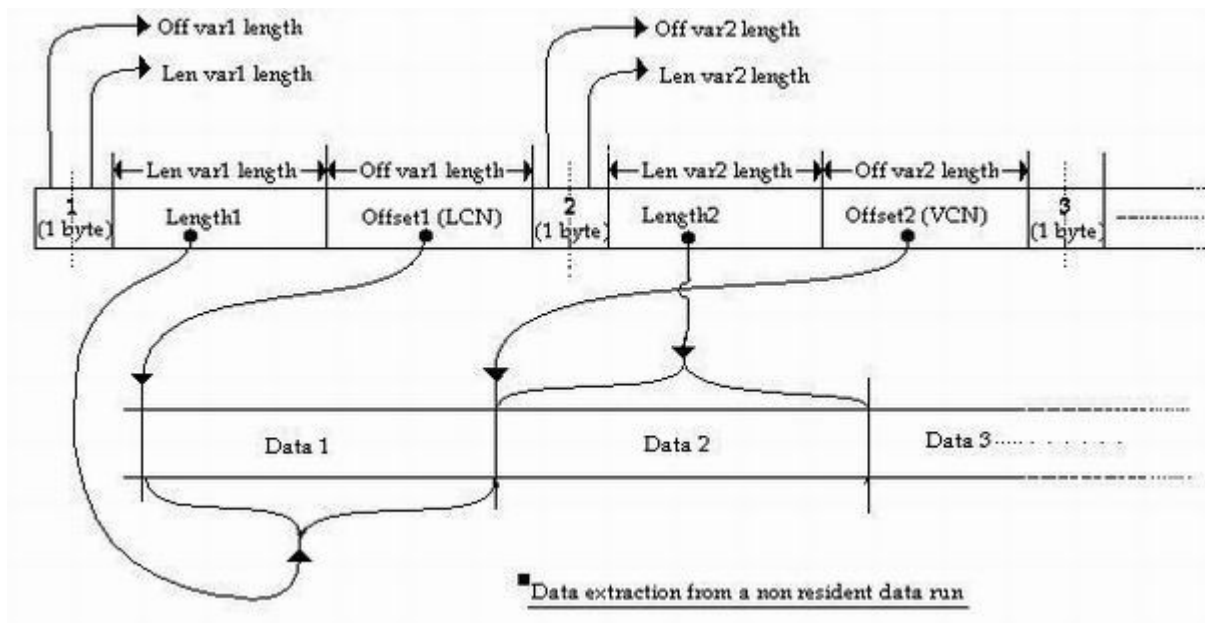 Off var1 length
Off var2 length
Len var1 length
Len var2 length
Len var1 length
Off var1 length
Len var2 length
Off var2 length
1
(1 byte)
Length1
Offset1 (LCN)
2
(1 byte)
Length2
Offset2 (VCN)
3
(1 byte)
Data 1
Data 2
Data 3
Data extraction from a non resident data run